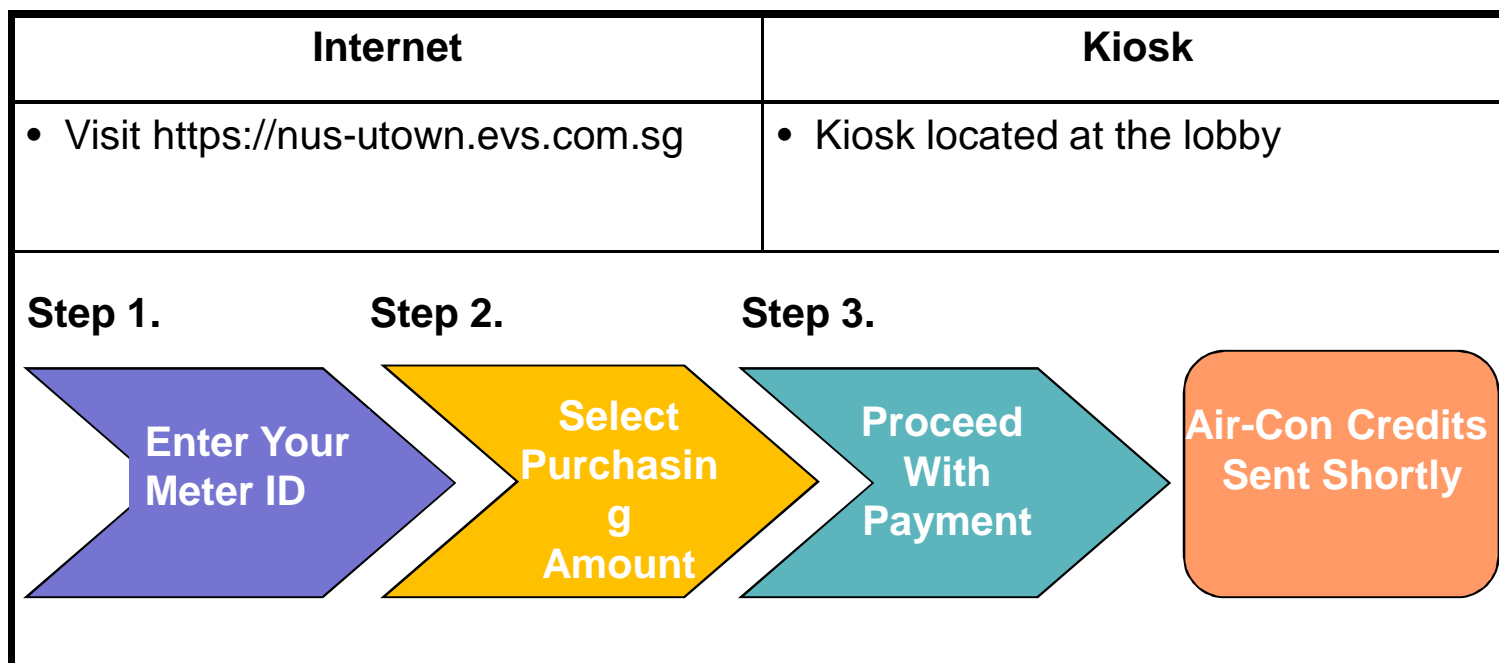 Internet
Kiosk
• Visit https://nus-utown.evs.com.sg
• Kiosk located at the lobby
Step 1.
Step 2.
Step 3.
Enter Your
Meter ID
Select
Purchasin
g
Amount
Proceed
With
Payment
Air-Con Credits
Sent Shortly